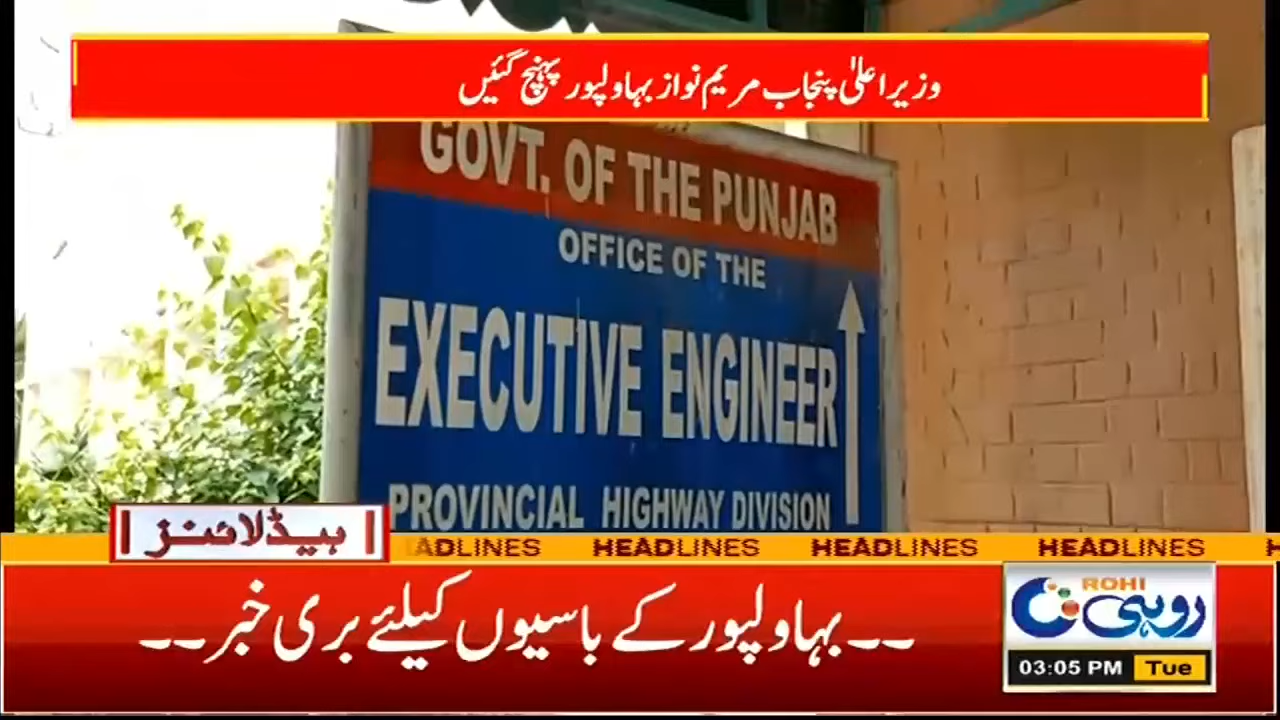 وزیراعلیٰ پنجاب مریم نواز بہاولپور پہنچ گئیں
GOVT. OF THE PUNJAB
OFFICE OF THE
EXECUTIVE ENGINEER
PROVINCIAL HIGHWAY DIVISION
ہیڈلائنز
ADLINES HEADLINES HEADLINES HEADLINES H
۔۔ بہاولپور کے باسیوں کیلئے بری خبر ۔۔
ROHI
روہی
03:05 PM Tue